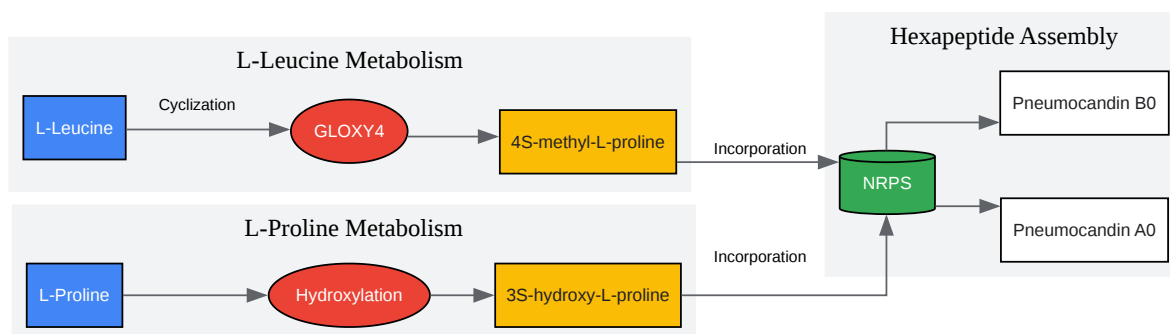 Hexapeptide Assembly
L-Leucine Metabolism
Pneumocandin B0
Cyclization
L-Leucine
GLOXY4
4S-methyl-L-proline
Incorporation
NRPS
L-Proline Metabolism
Pneumocandin A0
Incorporation
L-Proline
Hydroxylation
3S-hydroxy-L-proline